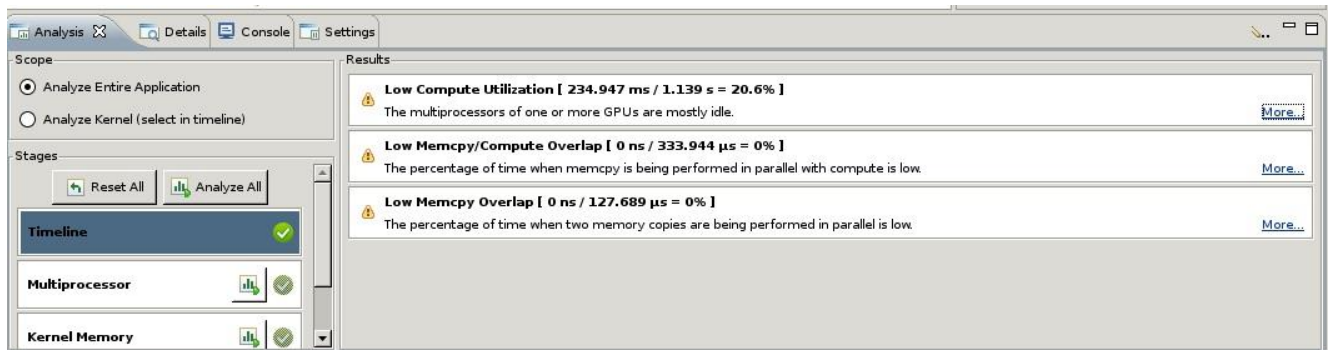 Analysis Details Console Settings
Scope
Analyze Entire Application
Analyze Kernel (select in timeline)
Stages
Reset All Analyze All
Timeline
Multiprocessor
Kernel Memory
Results
Low Compute Utilization [ 234.947 ms / 1.139 s = 20.6% ]
The multiprocessors of one or more GPUs are mostly idle. More...
Low Memcpy/Compute Overlap [ 0 ns / 333.944 µs = 0% ]
The percentage of time when memcpy is being performed in parallel with compute is low. More...
Low Memcpy Overlap [ 0 ns / 127.689 µs = 0% ]
The percentage of time when two memory copies are being performed in parallel is low. More...